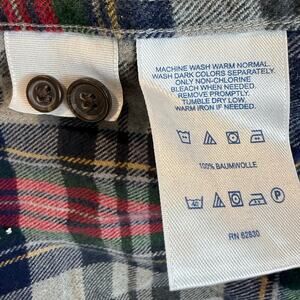 MACHINE WASH WARM NORMAL.
WASH DARK COLORS SEPARATELY.
ONLY NON-CHLORINE
BLEACH WHEN NEEDED.
REMOVE PROMPTLY.
TUMBLE DRY LOW.
WARM IRON IF NEEDED.
100% BAUMWOLLE
40
RN 62830